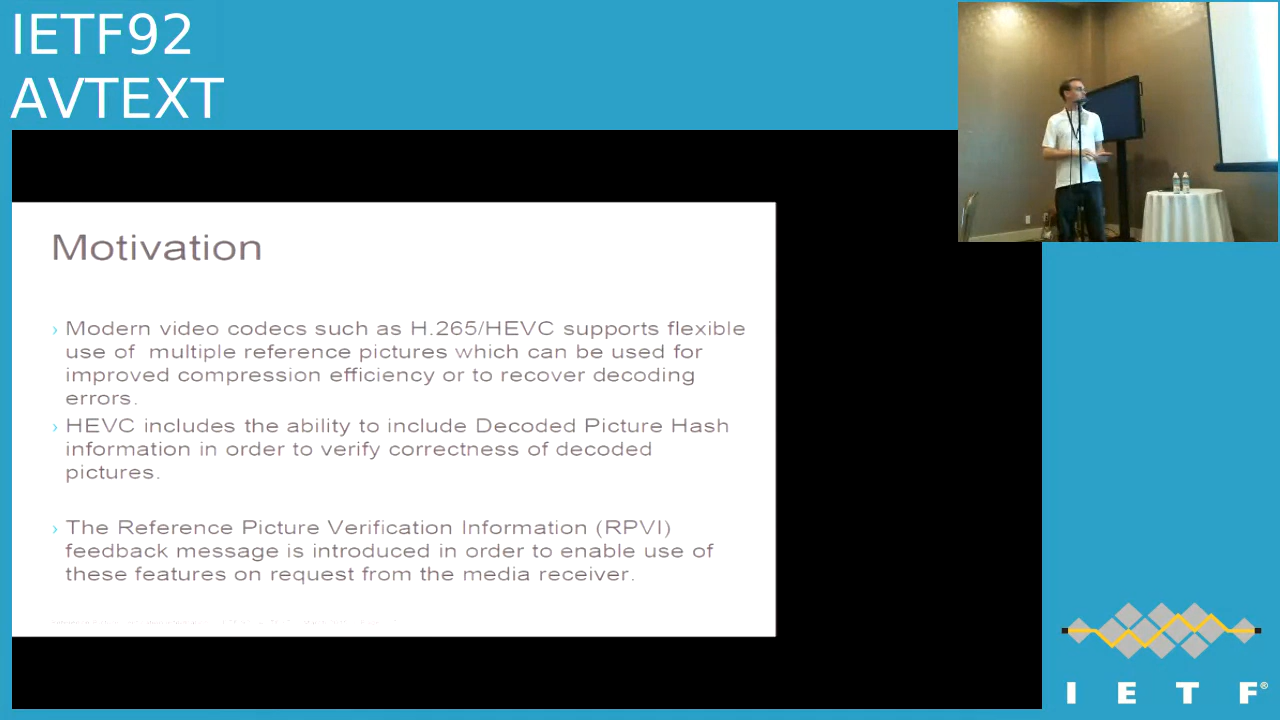 IETF92
AVTEXT
Motivation
› Modern video codecs such as H.265/HEVC supports flexible
use of multiple reference pictures which can be used for
improved compression efficiency or to recover decoding
errors.
› HEVC includes the ability to include Decoded Picture Hash
information in order to verify correctness of decoded
pictures.
› The Reference Picture Verification Information (RPVI)
feedback message is introduced in order to enable use of
these features on request from the media receiver.
I E T F®